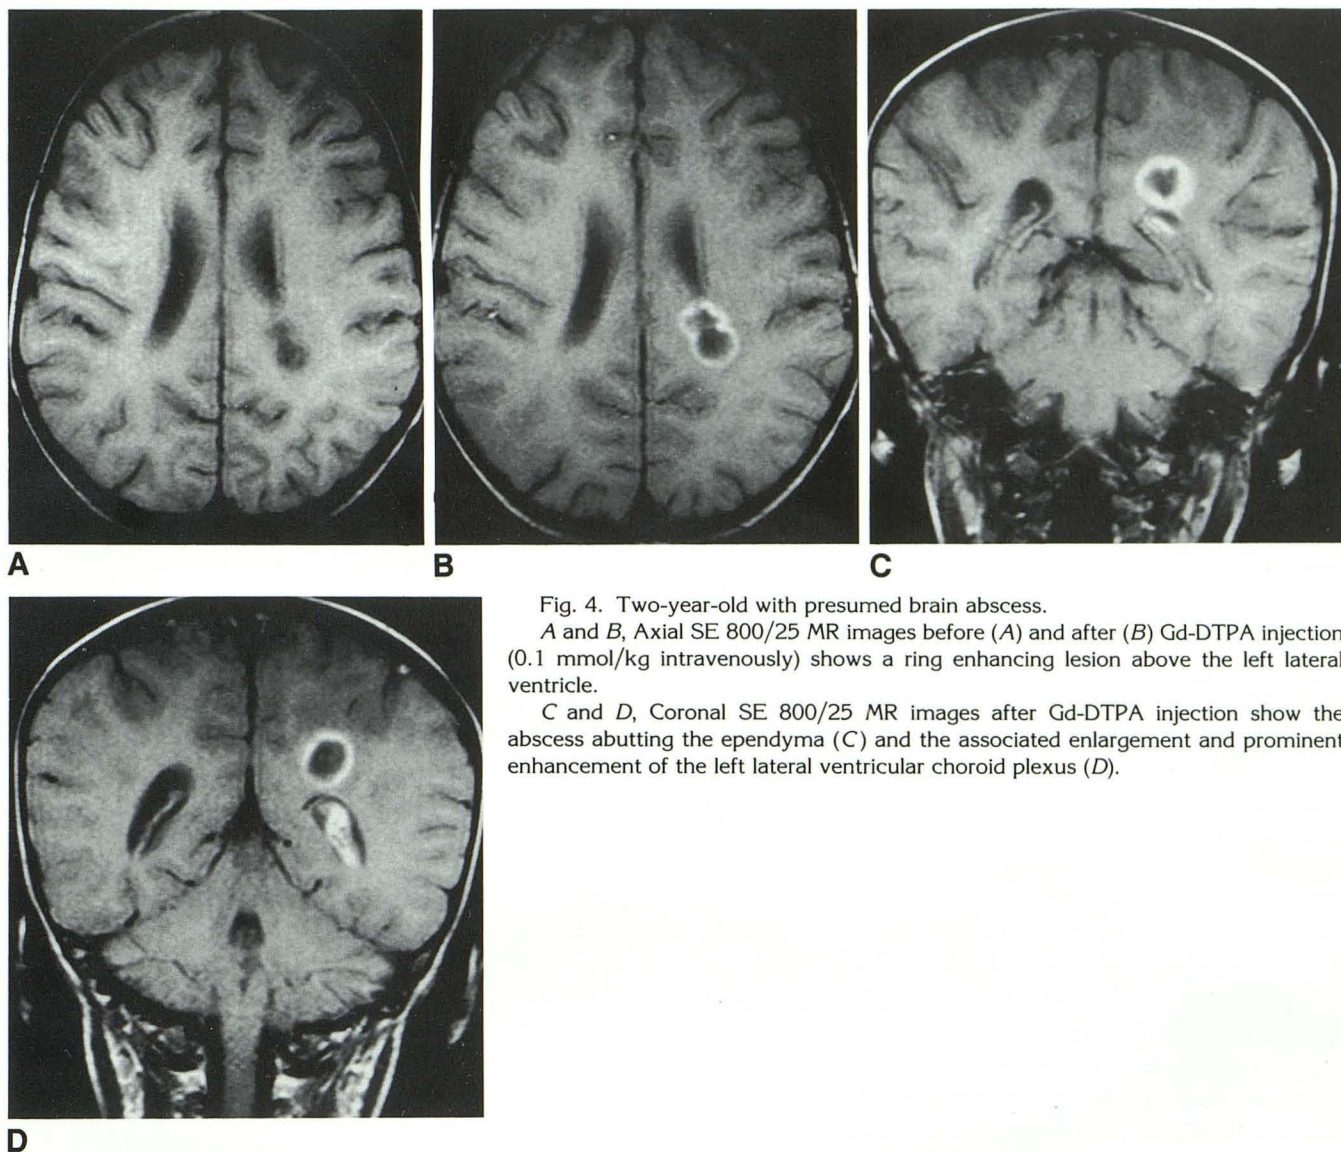 A
B
C
Fig. 4. Two-year-old with presumed brain abscess.
A and B, Axial SE 800/25 MR images before (A) and after (B) Gd-DTPA injection
(0.1 mmol/kg intravenously) shows a ring enhancing lesion above the left lateral
ventricle.
C and D, Coronal SE 800/25 MR images after Gd-DTPA injection show the
abscess abutting the ependyma (C) and the associated enlargement and prominent
enhancement of the left lateral ventricular choroid plexus (D).
D